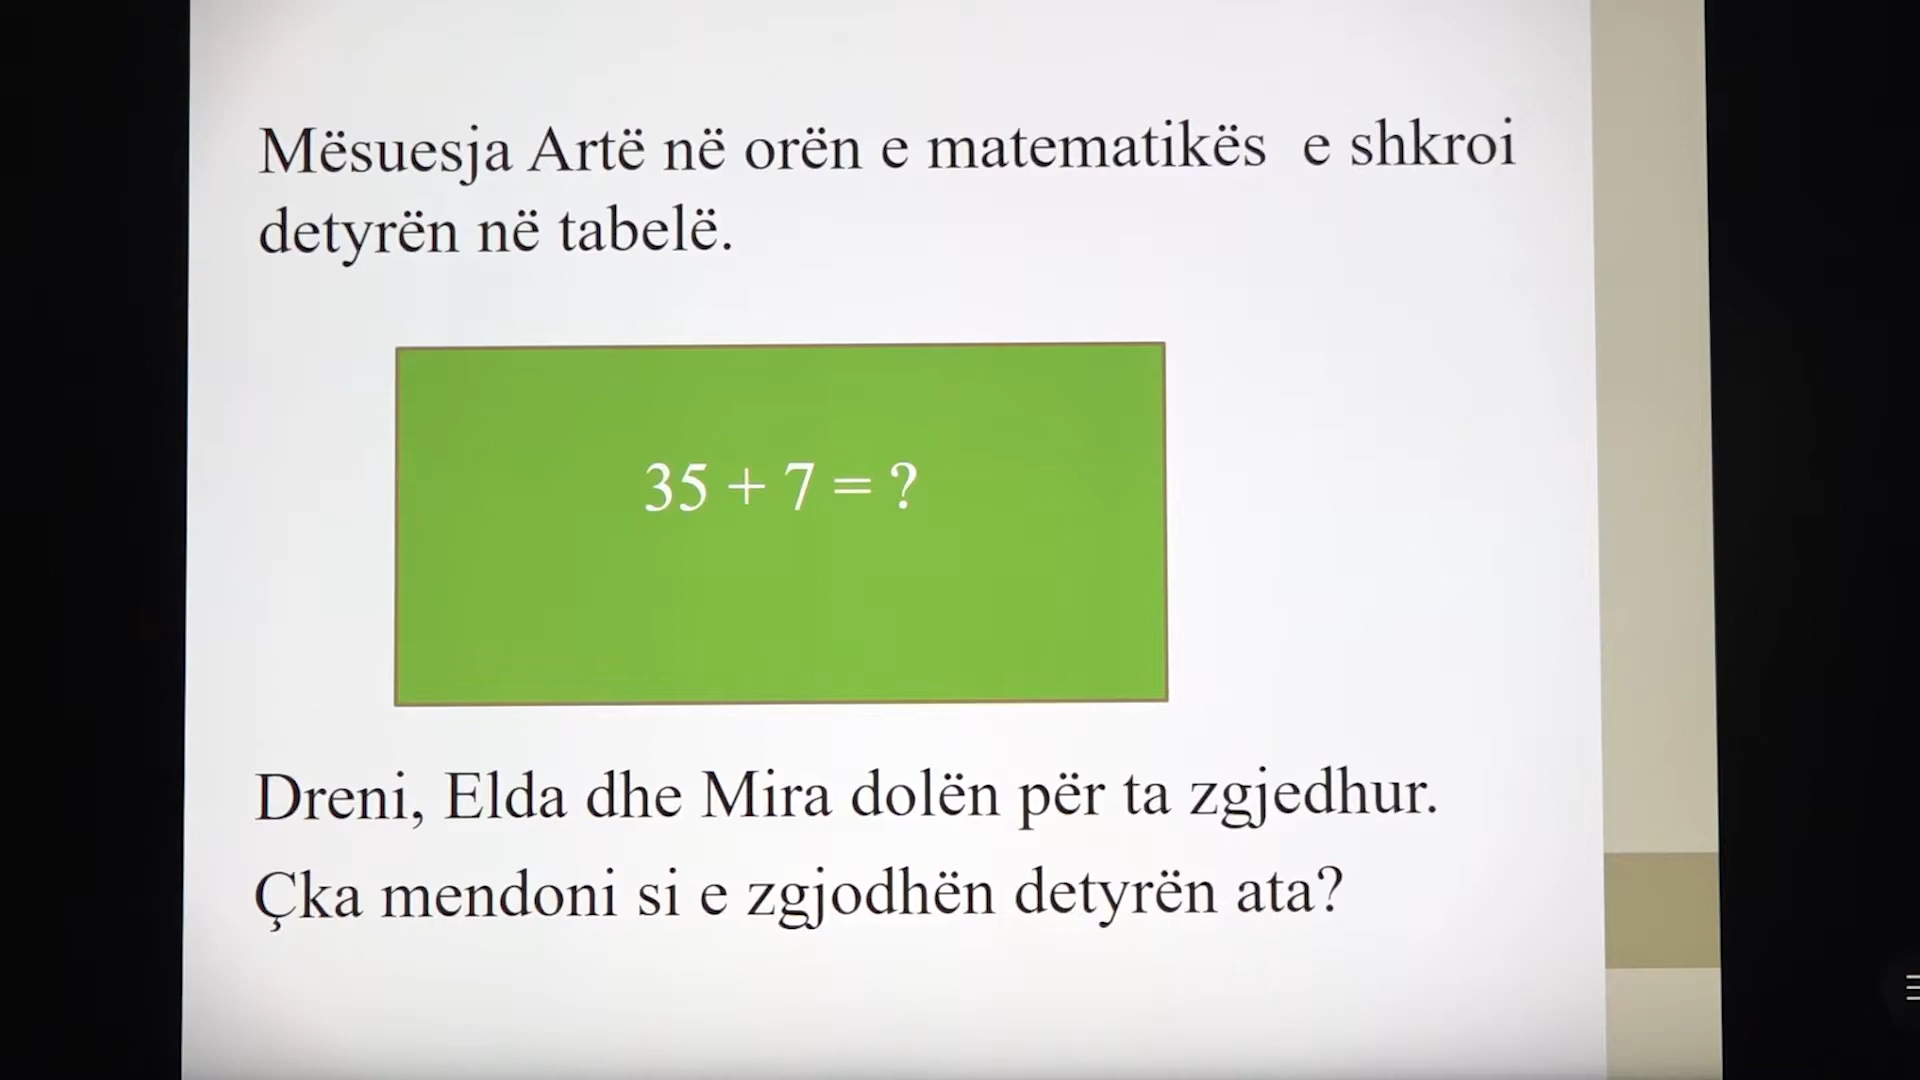 Mësuesja Artë në orën e matematikës e shkroi
detyrën në tabelë.
35 + 7 = ?
Dreni, Elda dhe Mira dolën për ta zgjedhur.
Çka mendoni si e zgjodhën detyrën ata?